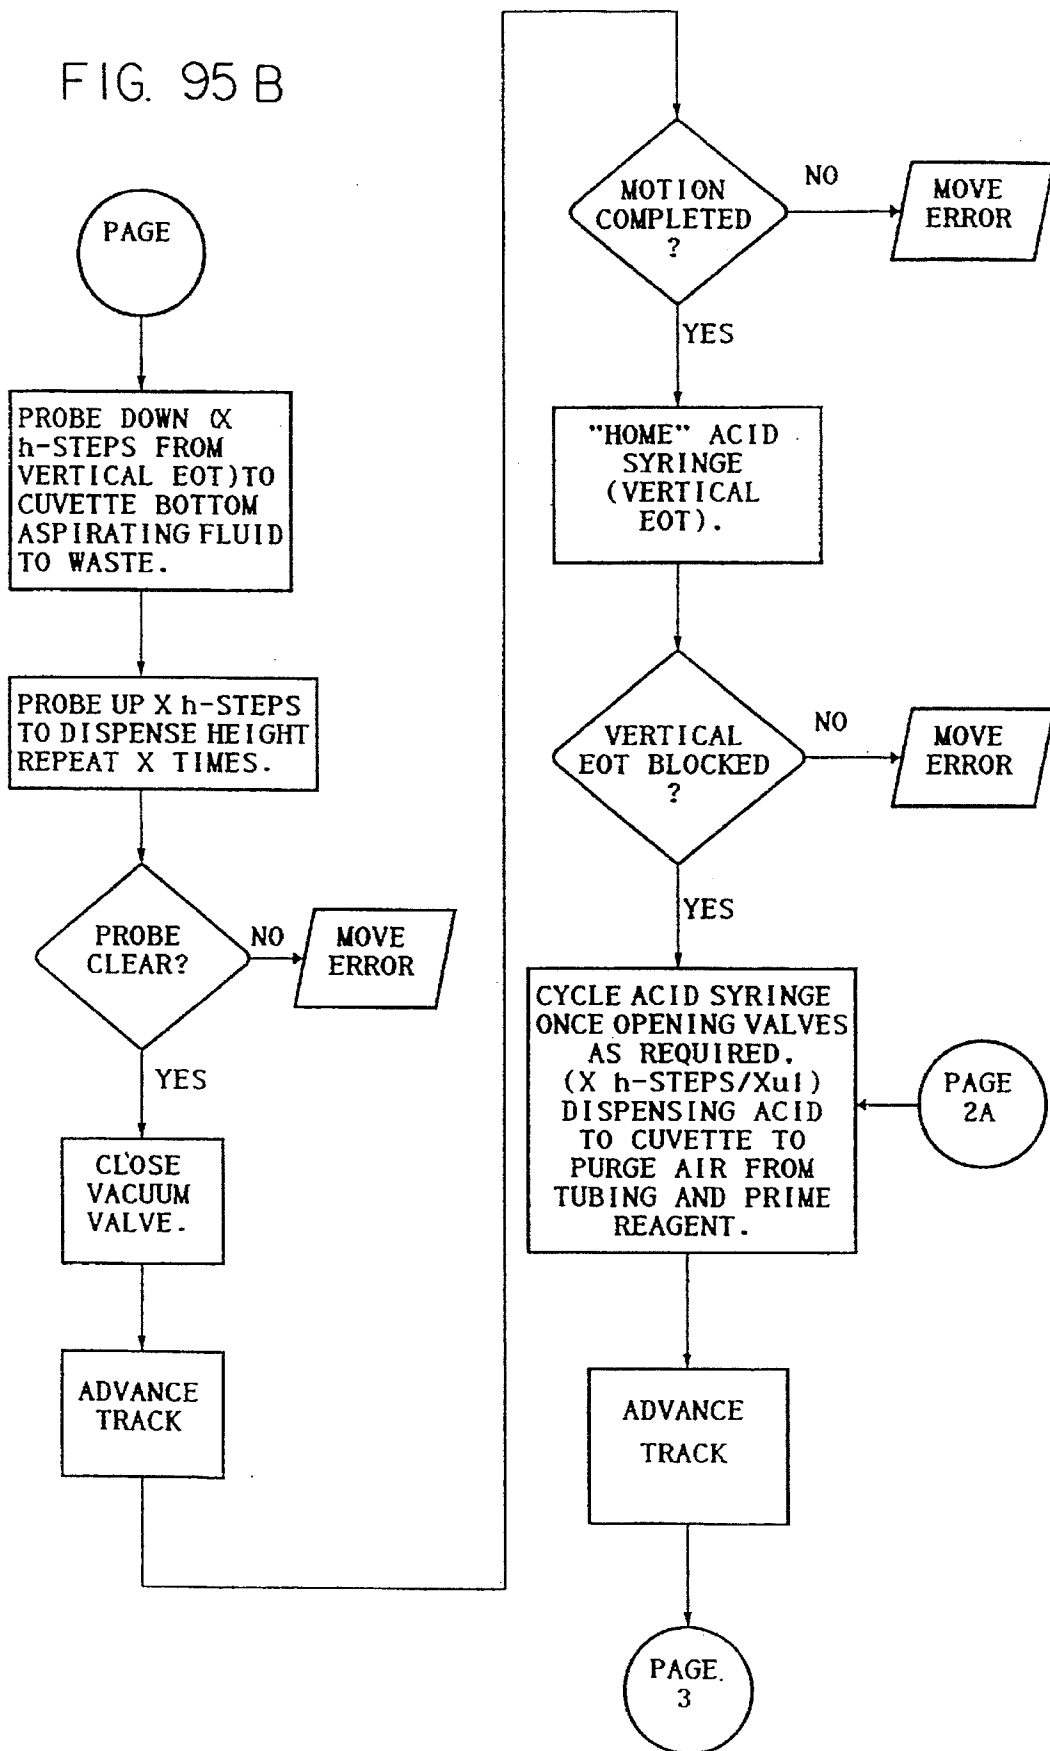 FIG. 95 B
PAGE
PROBE DOWN (X
h-STEPS FROM
VERTICAL EOT) TO
CUVETTE BOTTOM
ASPIRATING FLUID
TO WASTE.
PROBE UP X h-STEPS
TO DISPENSE HEIGHT
REPEAT X TIMES.
PROBE
CLEAR?
NO
MOVE
ERROR
YES
CLOSE
VACUUM
VALVE.
ADVANCE
TRACK
MOTION
COMPLETED
?
NO
MOVE
ERROR
YES
"HOME" ACID
SYRINGE
(VERTICAL
EOT).
VERTICAL
EOT BLOCKED
?
NO
MOVE
ERROR
YES
CYCLE ACID SYRINGE
ONCE OPENING VALVES
AS REQUIRED.
(X h-STEPS/Xul)
DISPENSING ACID
TO CUVETTE TO
PURGE AIR FROM
TUBING AND PRIME
REAGENT.
PAGE
2A
ADVANCE
TRACK
PAGE.
3